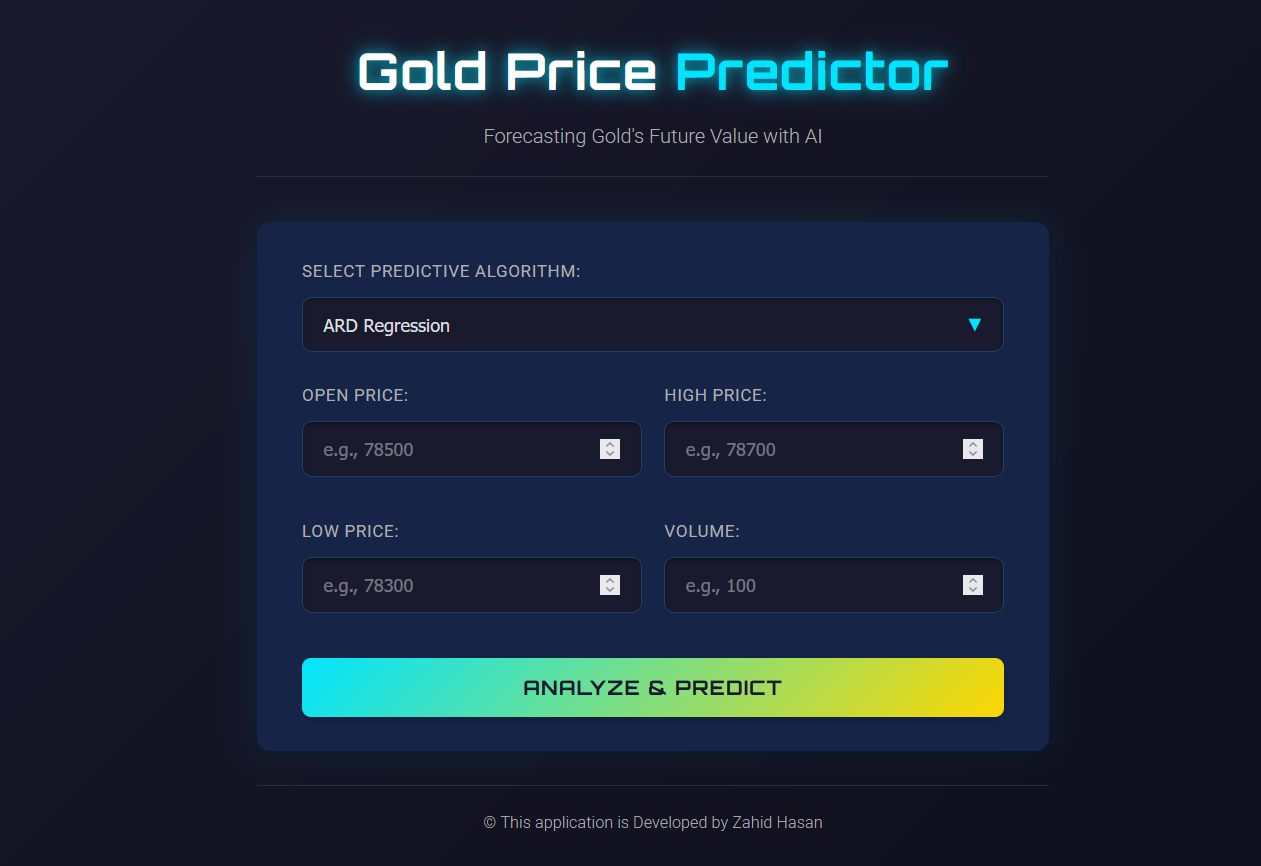 Gold Price Predictor
Forecasting Gold's Future Value with AI
SELECT PREDICTIVE ALGORITHM:
ARD Regression
OPEN PRICE:
HIGH PRICE:
e.g., 78500
e.g., 78700
LOW PRICE:
VOLUME:
e.g., 78300
e.g., 100
ANALYZE & PREDICT
© This application is Developed by Zahid Hasan